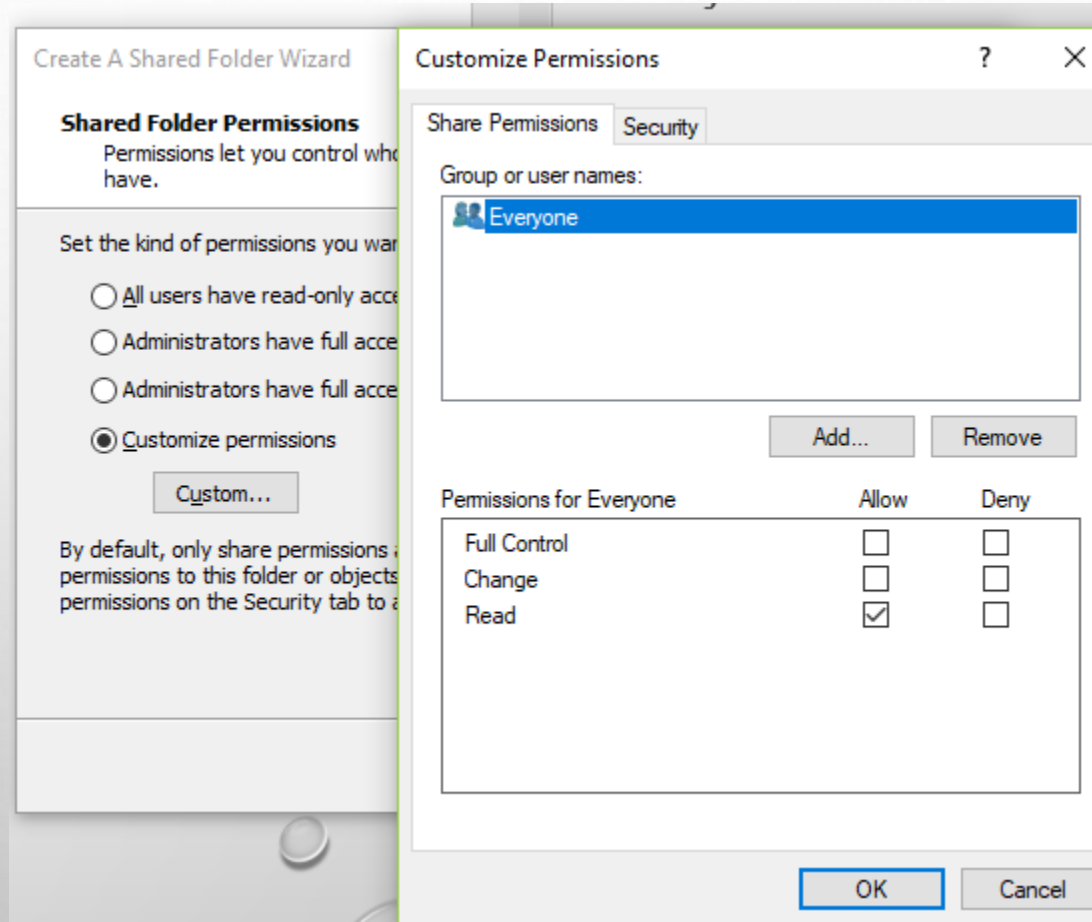 Create A Shared Folder Wizard
Shared Folder Permissions
Permissions let you control who
have.
Set the kind of permissions you wan
All users have read-only acce
Administrators have full acce
Administrators have full acce
Customize permissions
Custom...
By default, only share permissions
permissions to this folder or objects
permissions on the Security tab to a
Customize Permissions
?
Share Permissions
Security
Group or user names:
Everyone
Add...
Remove
Permissions for Everyone
Allow
Deny
Full Control
Change
Read
OK
Cancel